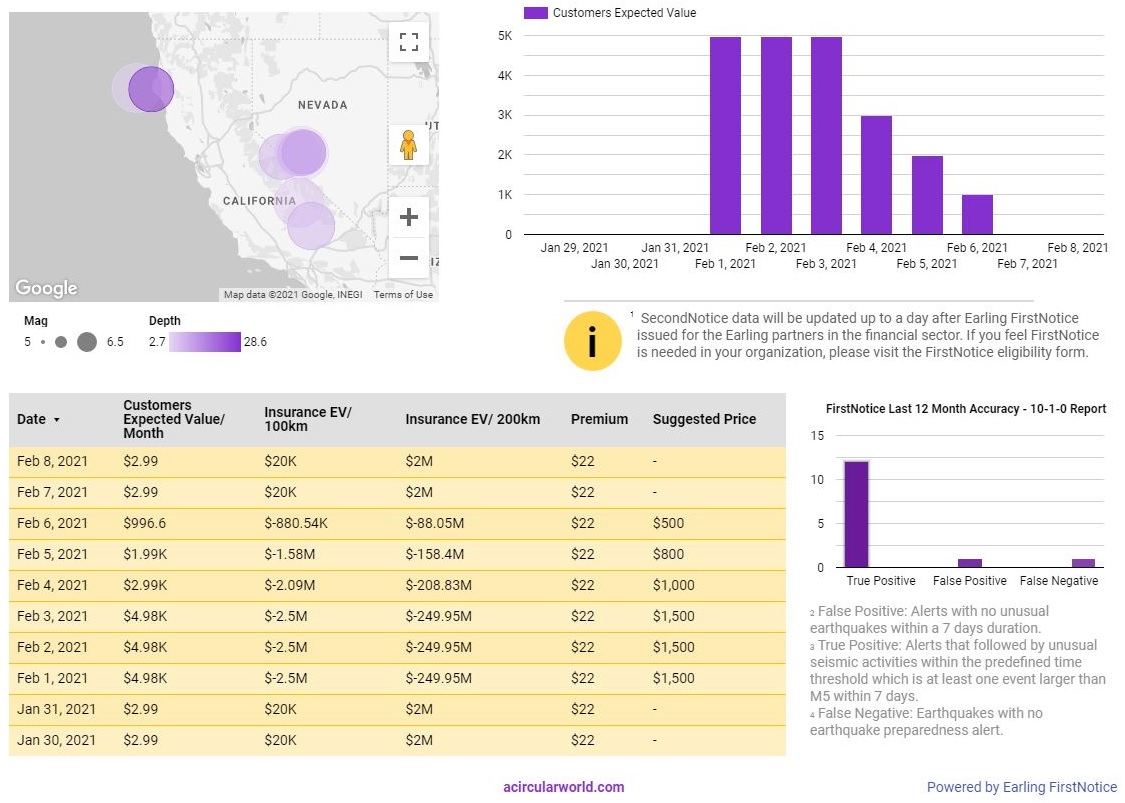 NEVADA
UT
CALIFORNIA
IZ
Google
Map data ©2021 Google, INEGI Terms of Use
Mag
5 6.5
Depth
2.7 28.6
Customers Expected Value
5K
4K
3K
2K
1K
0
Jan 29, 2021 Jan 31, 2021 Feb 2, 2021 Feb 4, 2021 Feb 6, 2021 Feb 8, 2021
Jan 30, 2021 Feb 1, 2021 Feb 3, 2021 Feb 5, 2021 Feb 7, 2021
i
1 SecondNotice data will be updated up to a day after Earling FirstNotice
issued for the Earling partners in the financial sector. If you feel FirstNotice
is needed in your organization, please visit the FirstNotice eligibility form.
Date Customers Expected Value/ Month Insurance EV/ 100km Insurance EV/ 200km Premium Suggested Price
Feb 8, 2021 $2.99 $20K $2M $22 -
Feb 7, 2021 $2.99 $20K $2M $22 -
Feb 6, 2021 $996.6 $-880.54K $-88.05M $22 $500
Feb 5, 2021 $1.99K $-1.58M $-158.4M $22 $800
Feb 4, 2021 $2.99K $-2.09M $-208.83M $22 $1,000
Feb 3, 2021 $4.98K $-2.5M $-249.95M $22 $1,500
Feb 2, 2021 $4.98K $-2.5M $-249.95M $22 $1,500
Feb 1, 2021 $4.98K $-2.5M $-249.95M $22 $1,500
Jan 31, 2021 $2.99 $20K $2M $22 -
Jan 30, 2021 $2.99 $20K $2M $22 -
FirstNotice Last 12 Month Accuracy - 10-1-0 Report
15
10
5
0
True Positive False Positive False Negative
2 False Positive: Alerts with no unusual
earthquakes within a 7 days duration.
3 True Positive: Alerts that followed by unusual
seismic activities within the predefined time
threshold which is at least one event larger than
M5 within 7 days.
4 False Negative: Earthquakes with no
earthquake preparedness alert.
acircularworld.com
Powered by Earling FirstNotice